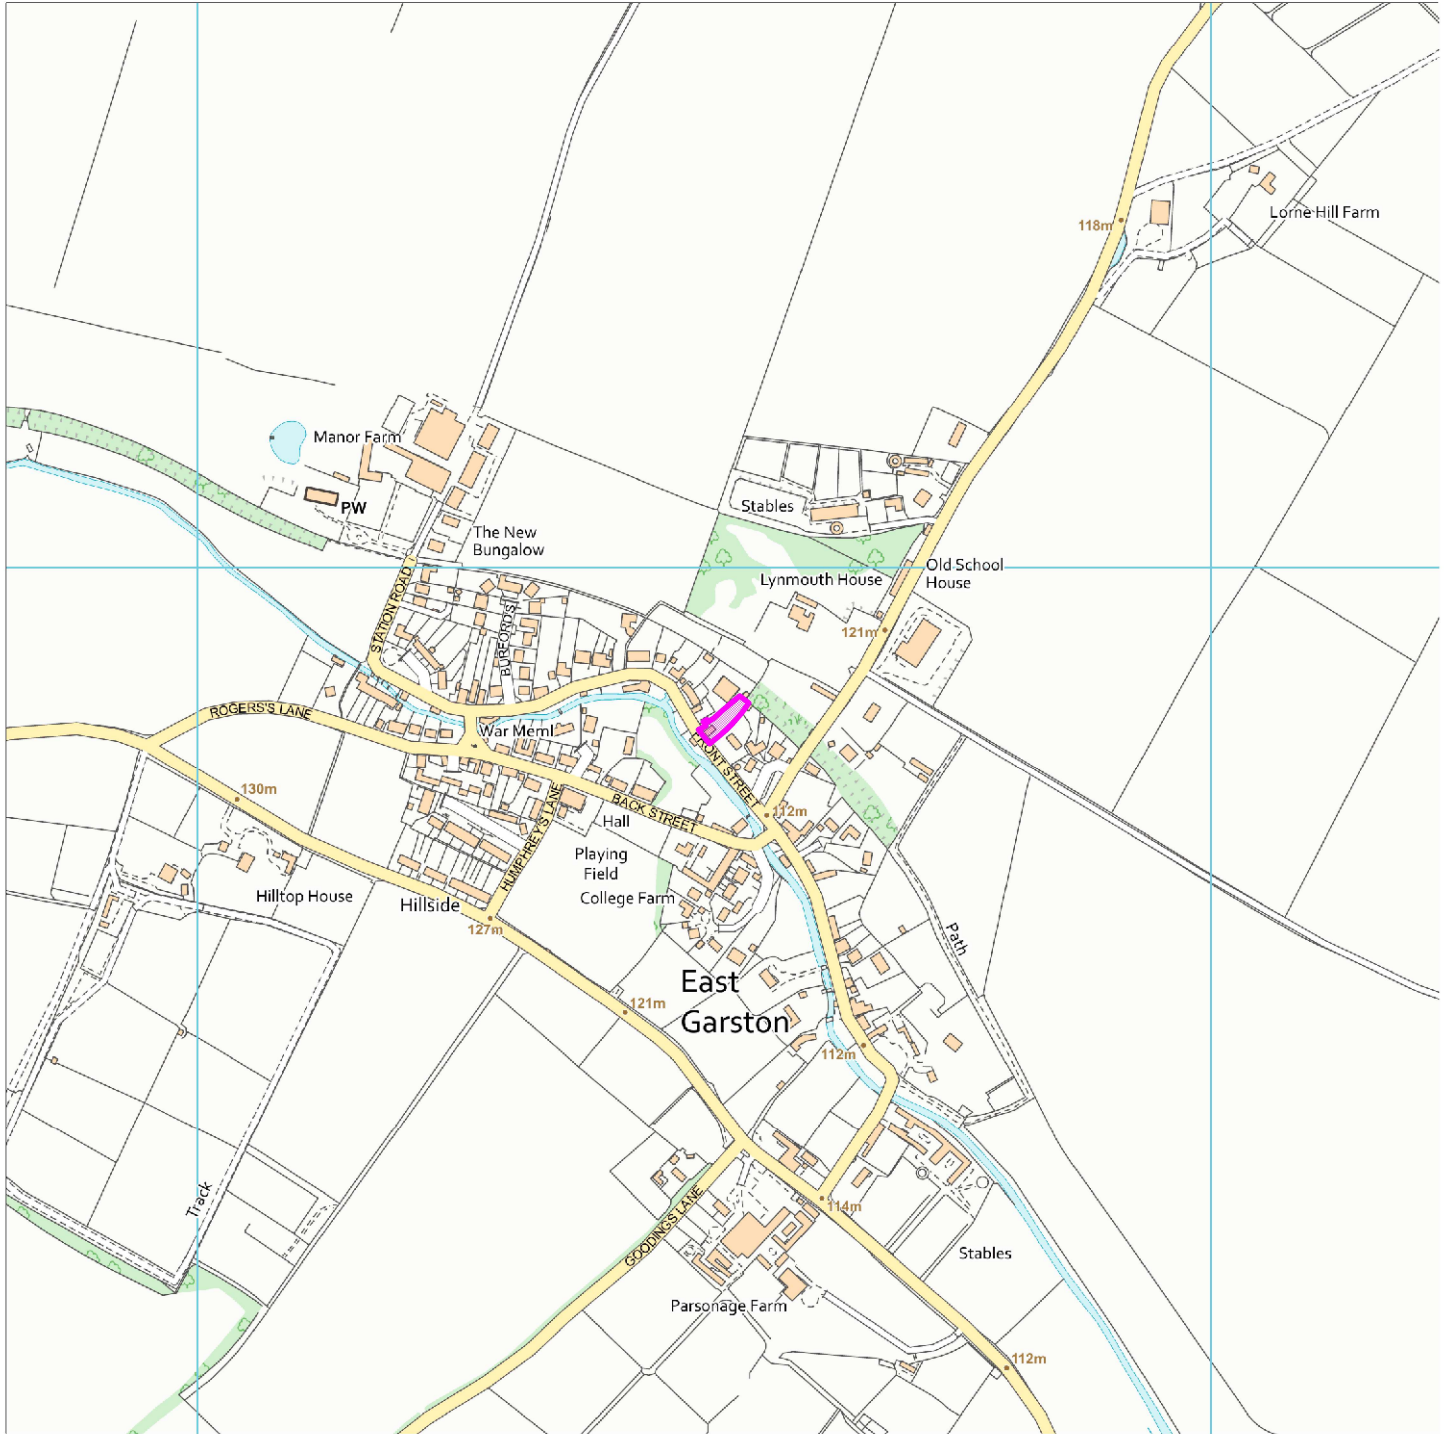 118m
Lorne Hill Farm
Manor Farm
PW
Stables
The New
Bungalow
Old School
House
Lynmouth House
STATION ROAD
BURFORDS
121m
ROGERS'S LANE
War Meml
FRONT STREET
130m
HUMPHREY'S LANE
BACK STREET
112m
Hall
Playing
Field
College Farm
Hilltop House
Hillside
127m
Path
East
Garston
121m
112m
Track
GOODINGS LANE
114m
Stables
Parsonage Farm
112m